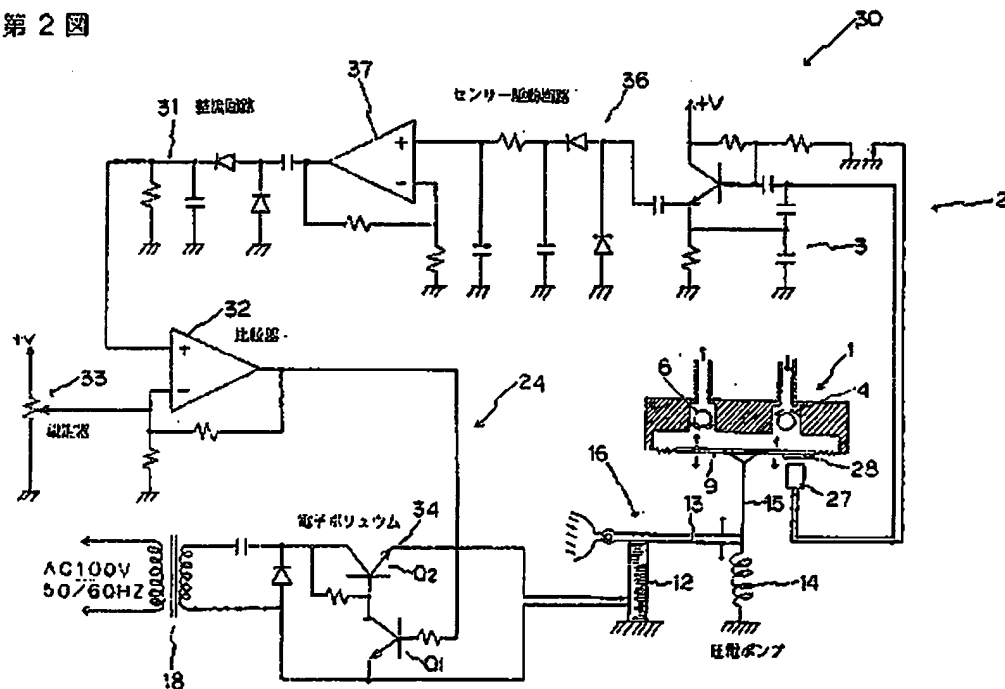 第2図
30
37
31 整流回路
センサー駆動回路
36
+V
2
3
32
比較器
+V
33
設定器
24
6
1
4
28
9
27
16
13
15
電子ボリュウム
34
Q2
12
14
AC100V
50/60HZ
Q1
圧電ポンプ
18